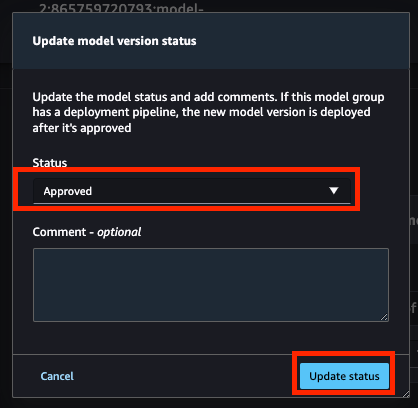 2:865759720793:model-
Update model version status
Update the model status and add comments. If this model group
has a deployment pipeline, the new model version is deployed
after it's approved
Status
Approved
Comment - optional
Cancel
Update status